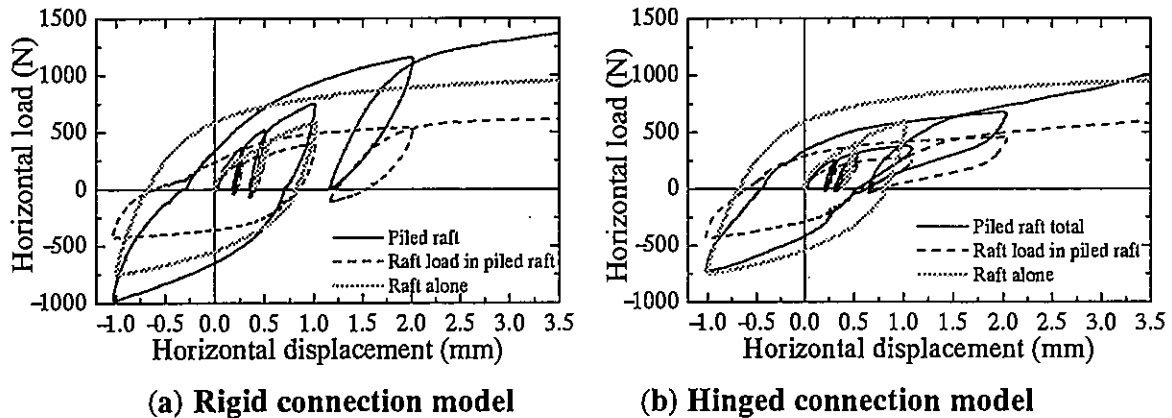 1500
1000
500
0
−500
−1000
Horizontal load (N)
−1.0 −0.5 0.0 0.5 1.0 1.5 2.0 2.5 3.0 3.5
Horizontal displacement (mm)
Piled raft
Raft load in piled raft
Raft alone
(a) Rigid connection model
1500
1000
500
0
−500
−1000
Horizontal load (N)
−1.0 −0.5 0.0 0.5 1.0 1.5 2.0 2.5 3.0 3.5
Horizontal displacement (mm)
Piled raft total
Raft load in piled raft
Raft alone
(b) Hinged connection model